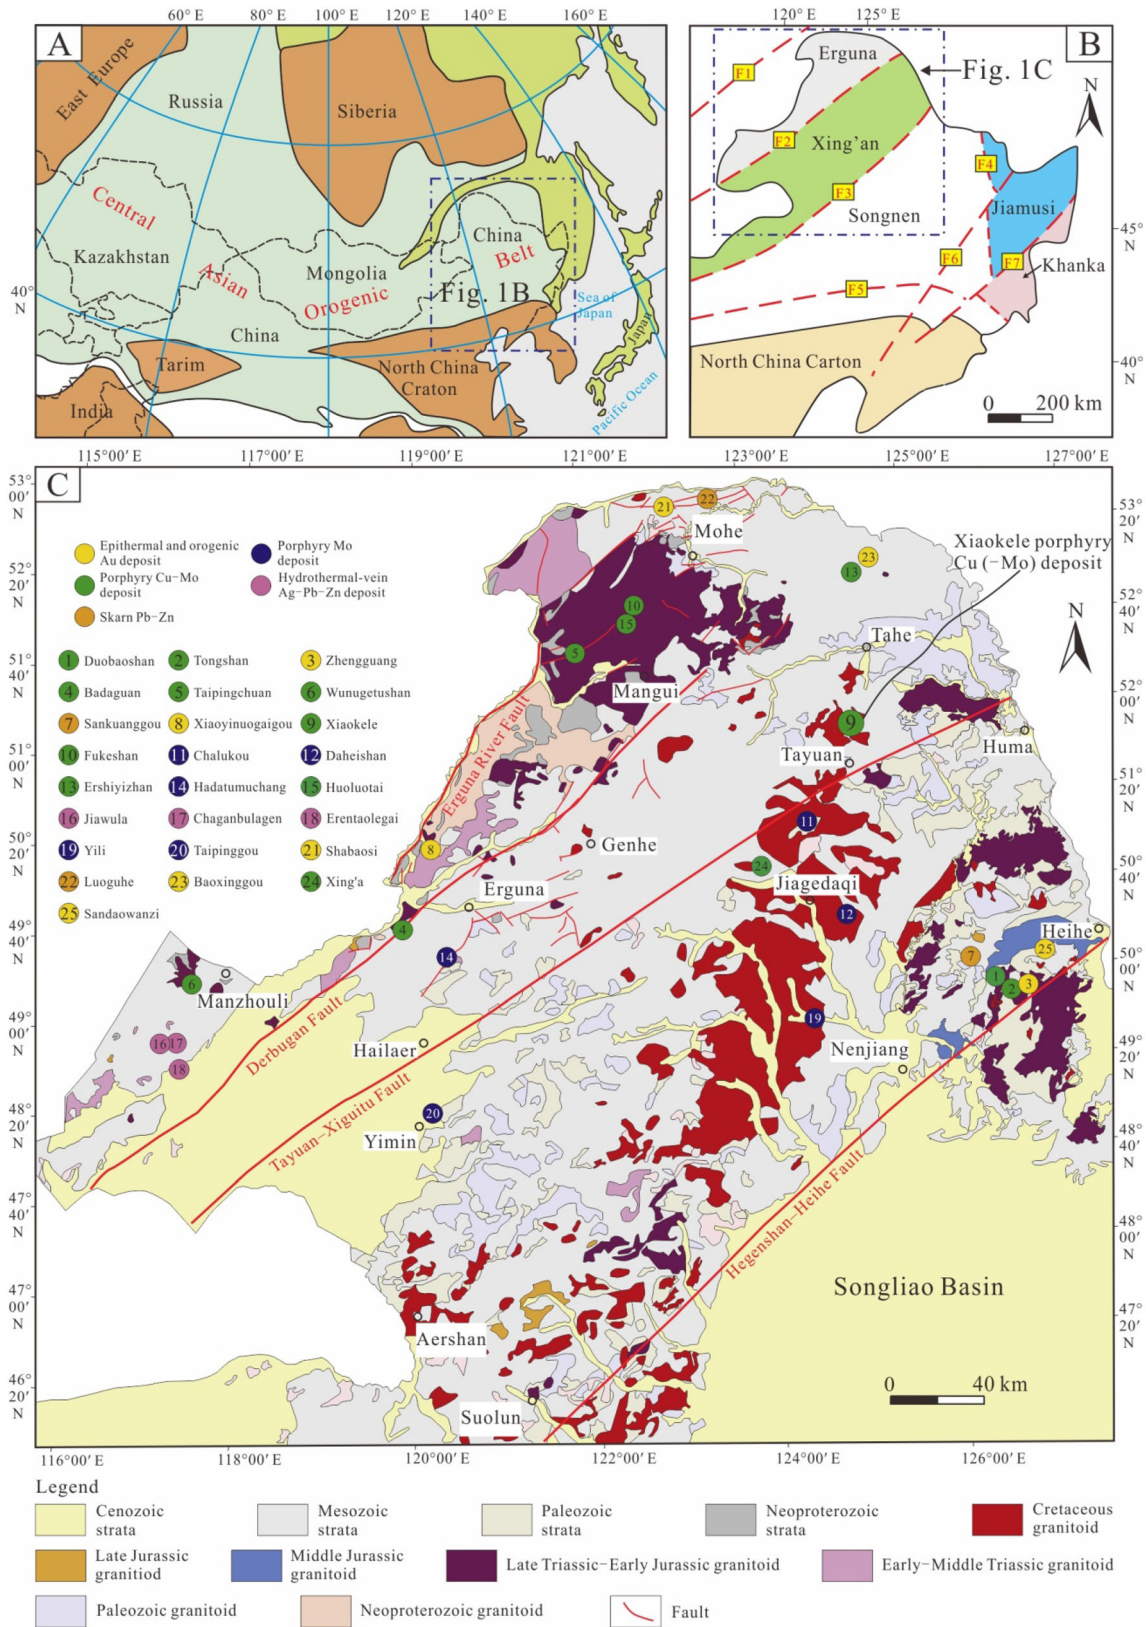 60° E
80° E
100° E
120° E
140° E
160° E
A
East Europe
Russia
Siberia
Central
Kazakhstan
Asian
Mongolia
Orogenic
China
Belt
Fig. 1B
China
Tarim
North China
Craton
India
Sea of
Japan
Japan
Pacific Ocean
40°
N
120° E
125° E
B
Erguna
Fig. 1C
N
F1
F2
Xing'an
F3
F4
Songnen
Jiamusi
F6
F7
Khanka
F5
North China Carton
0
200 km
45°
N
40°
N
115°00′ E
117°00′ E
119°00′ E
121°00′ E
123°00′ E
125°00′ E
127°00′ E
C
53°
00′
N
52°
20′
N
51°
40′
N
51°
00′
N
50°
20′
N
49°
40′
N
49°
00′
N
48°
20′
N
47°
40′
N
47°
00′
N
46°
20′
N
53°
20′
N
52°
40′
N
52°
00′
N
51°
20′
N
50°
40′
N
50°
00′
N
49°
20′
N
48°
40′
N
48°
00′
N
47°
20′
N
Epithermal and orogenic
Au deposit
Porphyry Mo
deposit
Porphyry Cu-Mo
deposit
Hydrothermal-vein
Ag-Pb-Zn deposit
Skarn Pb-Zn
1 Duobaoshan
2 Tongshan
3 Zhengguang
4 Badaguan
5 Taipingchuan
6 Wunugetushan
7 Sankuanggou
8 Xiaoyinuogaigou
9 Xiaokele
10 Fukeshan
11 Chalukou
12 Daheishan
13 Ershiyizhan
14 Hadatumuchang
15 Huoluotai
16 Jiawula
17 Chaganbulagen
18 Erentaolegai
19 Yili
20 Taipinggou
21 Shabaosi
22 Luoguhe
23 Baoxinggou
24 Xing'a
25 Sandaowanzi
21
22
Mohe
23
13
Xiaokele porphyry
Cu (-Mo) deposit
N
10
15
5
Tahe
Mangui
9
Huma
Tayuan
Erguna River Fault
11
8
Genhe
24
Erguna
Jiagedaqi
12
4
14
Heihe
25
7
1
2
3
6
Manzhouli
16
17
18
Derbugan Fault
Hailaer
19
Nenjiang
20
Yimin
Tayuan-Xiguitu Fault
Hegenshan-Heihe Fault
Songliao Basin
Aershan
Suolun
0
40 km
116°00′ E
118°00′ E
120°00′ E
122°00′ E
124°00′ E
126°00′ E
Legend
Cenozoic
strata
Mesozoic
strata
Paleozoic
strata
Neoproterozoic
strata
Cretaceous
granitoid
Late Jurassic
granitiod
Middle Jurassic
granitoid
Late Triassic-Early Jurassic granitoid
Early-Middle Triassic granitoid
Paleozoic granitoid
Neoproterozoic granitoid
Fault